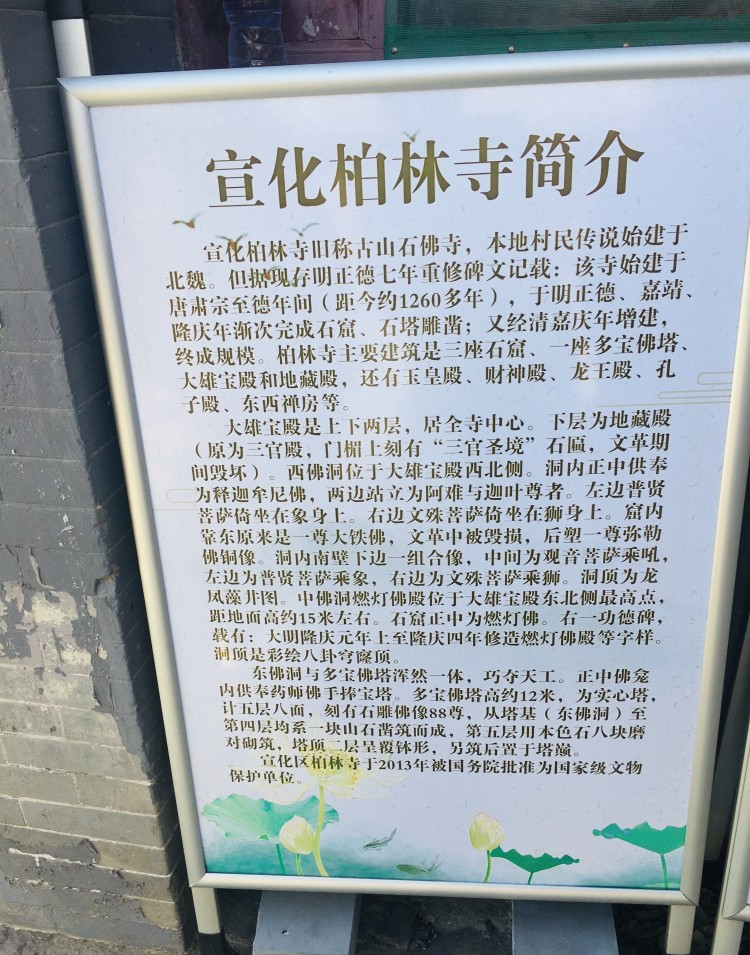 宣化柏林寺简介
宣化柏林寺旧称古山石佛寺，本地村民传说始建于
北魏。但据现存明正德七年重修碑文记载：该寺始建于
唐肃宗至德年间（距今约1260多年），于明正德、嘉靖、
隆庆年渐次完成石窟、石塔雕凿；又经清嘉庆年增建，
终成规模。柏林寺主要建筑是三座石窟、一座多宝佛塔、
大雄宝殿和地藏殿，还有玉皇殿、财神殿、龙王殿、孔
子殿、东西禅房等。
大雄宝殿是上下两层，居全寺中心。下层为地藏殿
（原为三官殿，门楣上刻有“三官圣境”石匾，文革期
间毁坏）。西佛洞位于大雄宝殿西北侧。洞内正中供奉
为释迦牟尼佛，两边站立为阿难与迦叶尊者。左边普贤
菩萨倚坐在象身上。右边文殊菩萨倚坐在狮身上。窟内
靠东原来是一尊大铁佛，文革中被毁损，后塑一尊弥勒
佛铜像。洞内南壁下边一组合像，中间为观音菩萨乘吼，
左边为普贤菩萨乘象，右边为文殊菩萨乘狮。洞顶为龙
凤藻井图。中佛洞燃灯佛殿位于大雄宝殿东北侧最高点，
距地面高约15米左右。石窟正中为燃灯佛。右一功德碑，
载有：大明隆庆元年上至隆庆四年修造燃灯佛殿等字样。
洞顶是彩绘八卦穹窿顶。
东佛洞与多宝佛塔浑然一体，巧夺天工。正中佛龛
内供奉药师佛手捧宝塔。多宝佛塔高约12米，为实心塔，
计五层八面，刻有石雕佛像88尊，从塔基（东佛洞）至
第四层均系一块山石凿筑而成，第五层用本色石八块磨
对砌筑，塔顶二层呈覆钵形，另筑后置于塔巅。
宣化区柏林寺于2013年被国务院批准为国家级文物
保护单位。